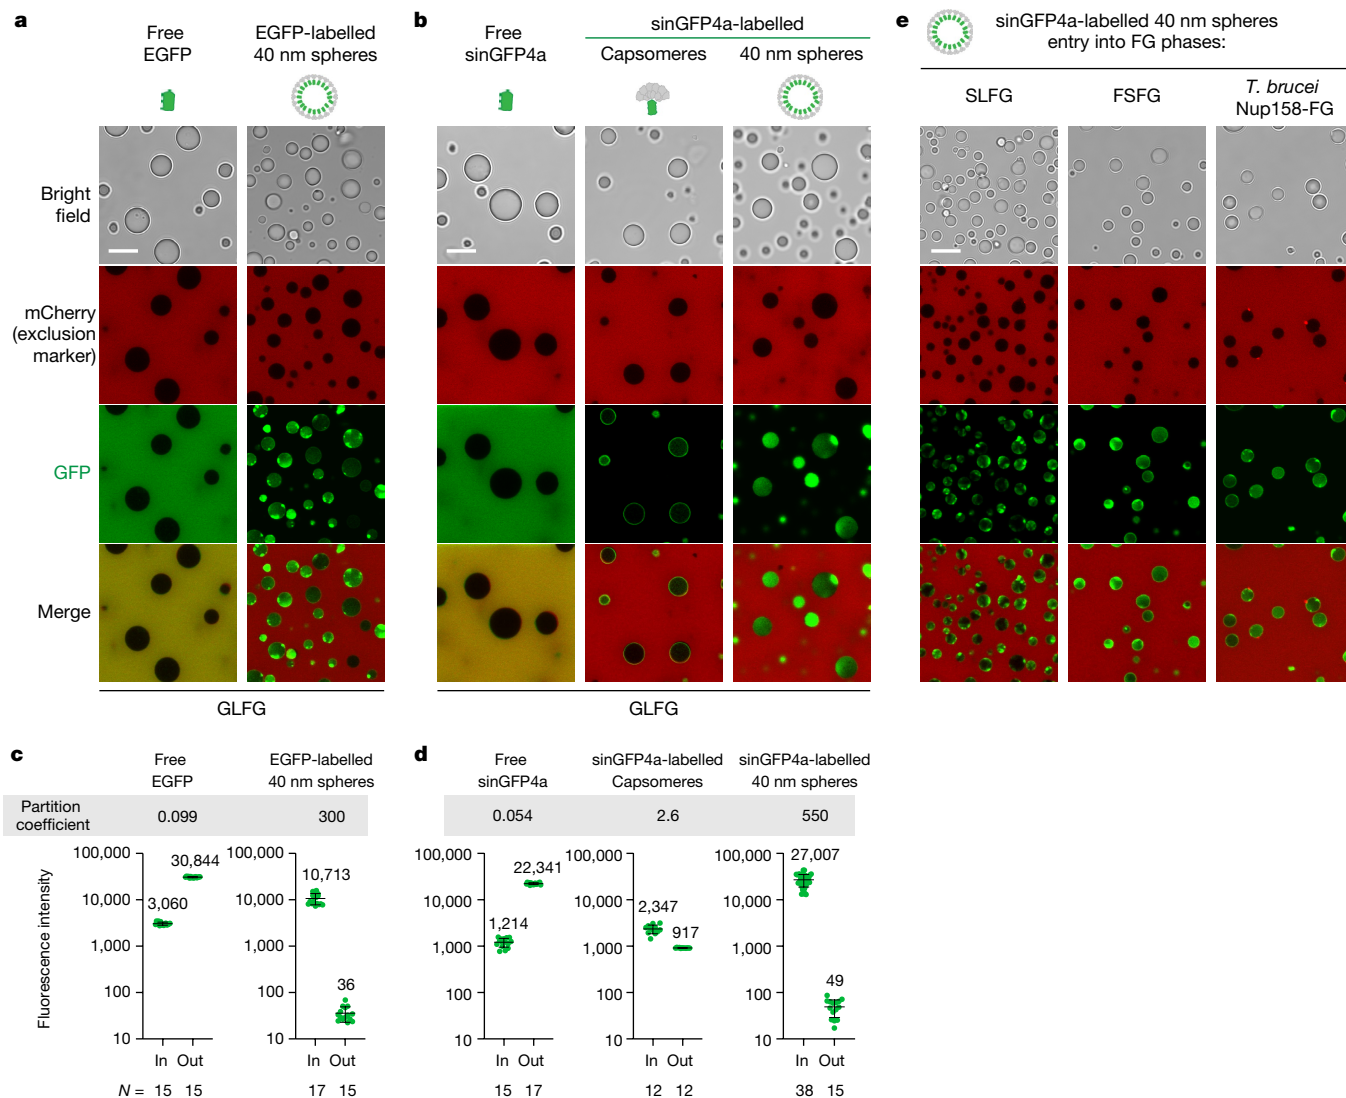 a
Free
EGFP
EGFP-labelled
40 nm spheres
Bright
field
mCherry
(exclusion
marker)
GFP
Merge
GLFG
b
sinGFP4a-labelled
Free
sinGFP4a
Capsomeres
40 nm spheres
GLFG
e
sinGFP4a-labelled 40 nm spheres
entry into FG phases:
SLFG
FSFG
T. brucei
Nup158-FG
c
Free
EGFP
EGFP-labelled
40 nm spheres
Partition
coefficient
0.099
300
Fluorescence intensity
100,000
10,000
1,000
100
10
3,060
30,844
In Out
N = 15 15
100,000
10,000
1,000
100
10
10,713
36
In Out
17 15
d
Free
sinGFP4a
sinGFP4a-labelled
Capsomeres
sinGFP4a-labelled
40 nm spheres
0.054
2.6
550
100,000
10,000
1,000
100
10
1,214
22,341
In Out
15 17
100,000
10,000
1,000
100
10
2,347
917
In Out
12 12
100,000
10,000
1,000
100
10
27,007
49
In Out
38 15